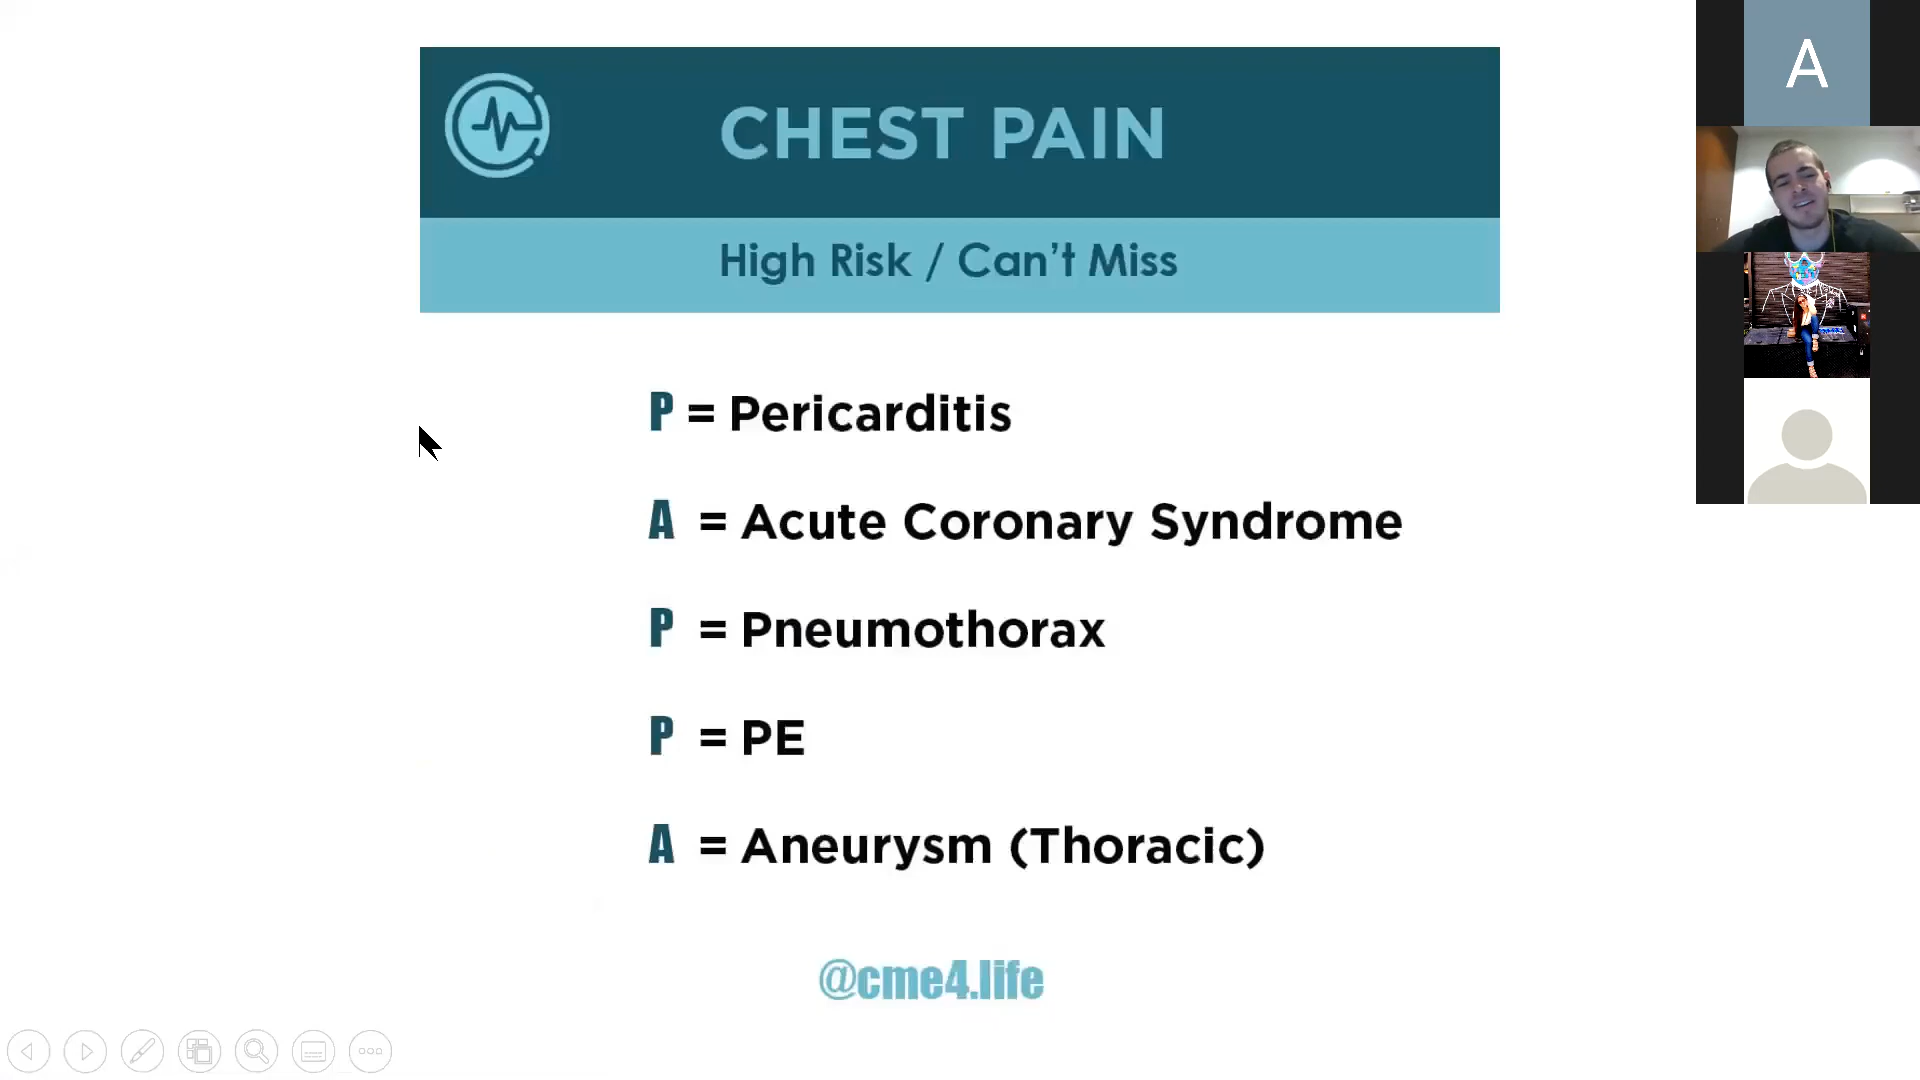 CHEST PAIN
High Risk / Can't Miss
P = Pericarditis
A = Acute Coronary Syndrome
P = Pneumothorax
P = PE
A = Aneurysm (Thoracic)
@cme4.life
A